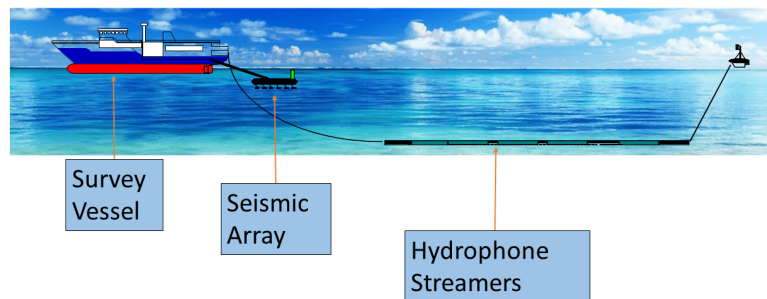 Survey
Vessel
Seismic
Array
Hydrophone
Streamers